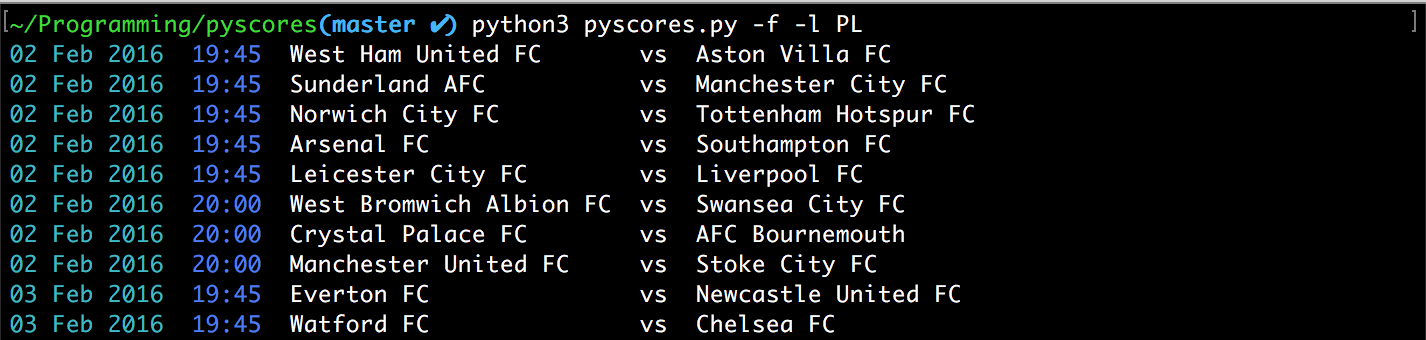 [~/Programming/pyscores(master ✔) python3 pyscores.py -f -l PL ]
02 Feb 2016  19:45  West Ham United FC       vs  Aston Villa FC
02 Feb 2016  19:45  Sunderland AFC           vs  Manchester City FC
02 Feb 2016  19:45  Norwich City FC          vs  Tottenham Hotspur FC
02 Feb 2016  19:45  Arsenal FC               vs  Southampton FC
02 Feb 2016  19:45  Leicester City FC        vs  Liverpool FC
02 Feb 2016  20:00  West Bromwich Albion FC  vs  Swansea City FC
02 Feb 2016  20:00  Crystal Palace FC        vs  AFC Bournemouth
02 Feb 2016  20:00  Manchester United FC     vs  Stoke City FC
03 Feb 2016  19:45  Everton FC               vs  Newcastle United FC
03 Feb 2016  19:45  Watford FC               vs  Chelsea FC